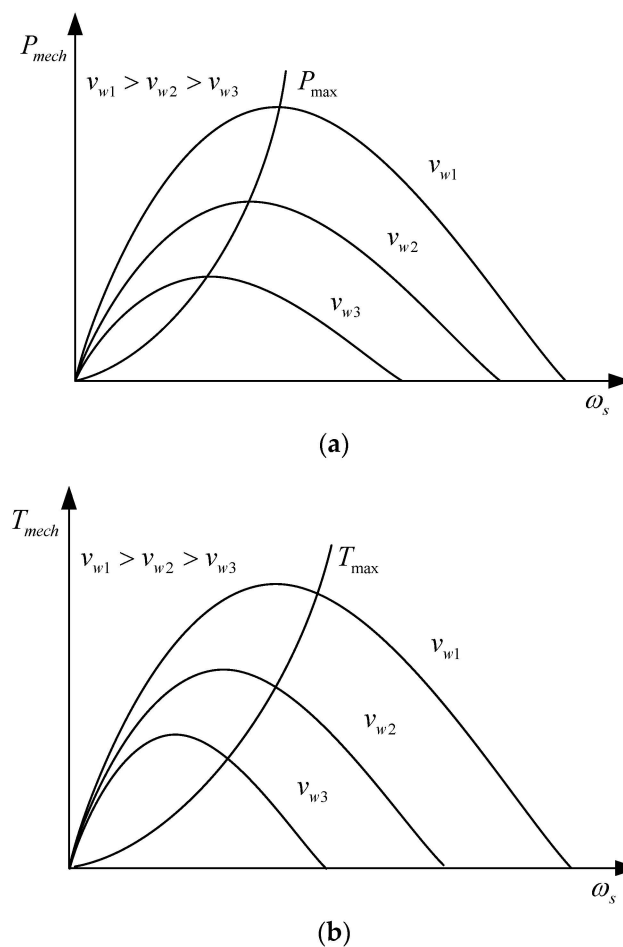 P_mech
v_w1 > v_w2 > v_w3
P_max
v_w1
v_w2
v_w3
ω_s
(a)
T_mech
v_w1 > v_w2 > v_w3
T_max
v_w1
v_w2
v_w3
ω_s
(b)